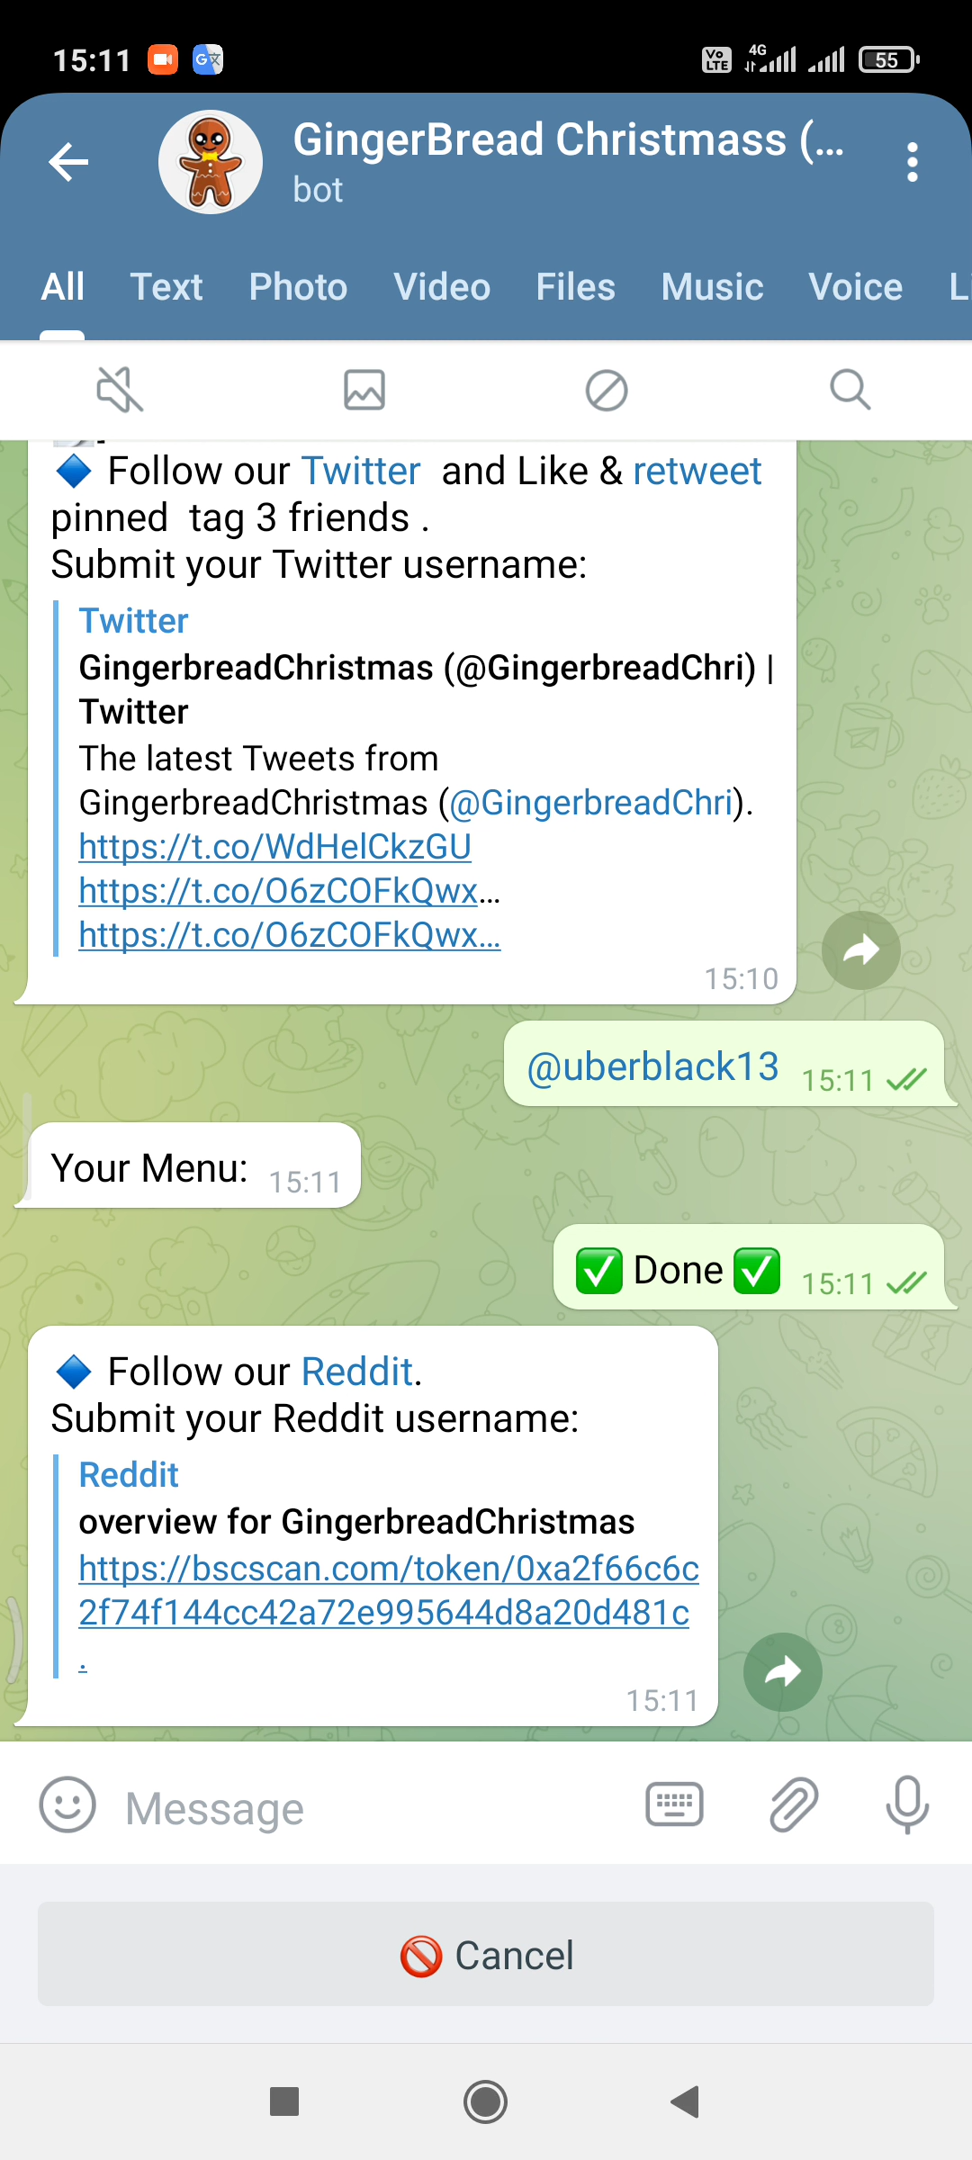 15:11
Vo LTE 4G 55
GingerBread Christmass (...
bot
All Text Photo Video Files Music Voice Li
🔷 Follow our Twitter and Like & retweet
pinned tag 3 friends .
Submit your Twitter username:
Twitter
GingerbreadChristmas (@GingerbreadChri) |
Twitter
The latest Tweets from
GingerbreadChristmas (@GingerbreadChri).
https://t.co/WdHelCkzGU
https://t.co/O6zCOFkQwx...
https://t.co/O6zCOFkQwx...
15:10
@uberblack13 15:11
Your Menu: 15:11
✅ Done ✅ 15:11
🔷 Follow our Reddit.
Submit your Reddit username:
Reddit
overview for GingerbreadChristmas
https://bscscan.com/token/0xa2f66c6c
2f74f144cc42a72e995644d8a20d481c
.
15:11
Message
🚫 Cancel